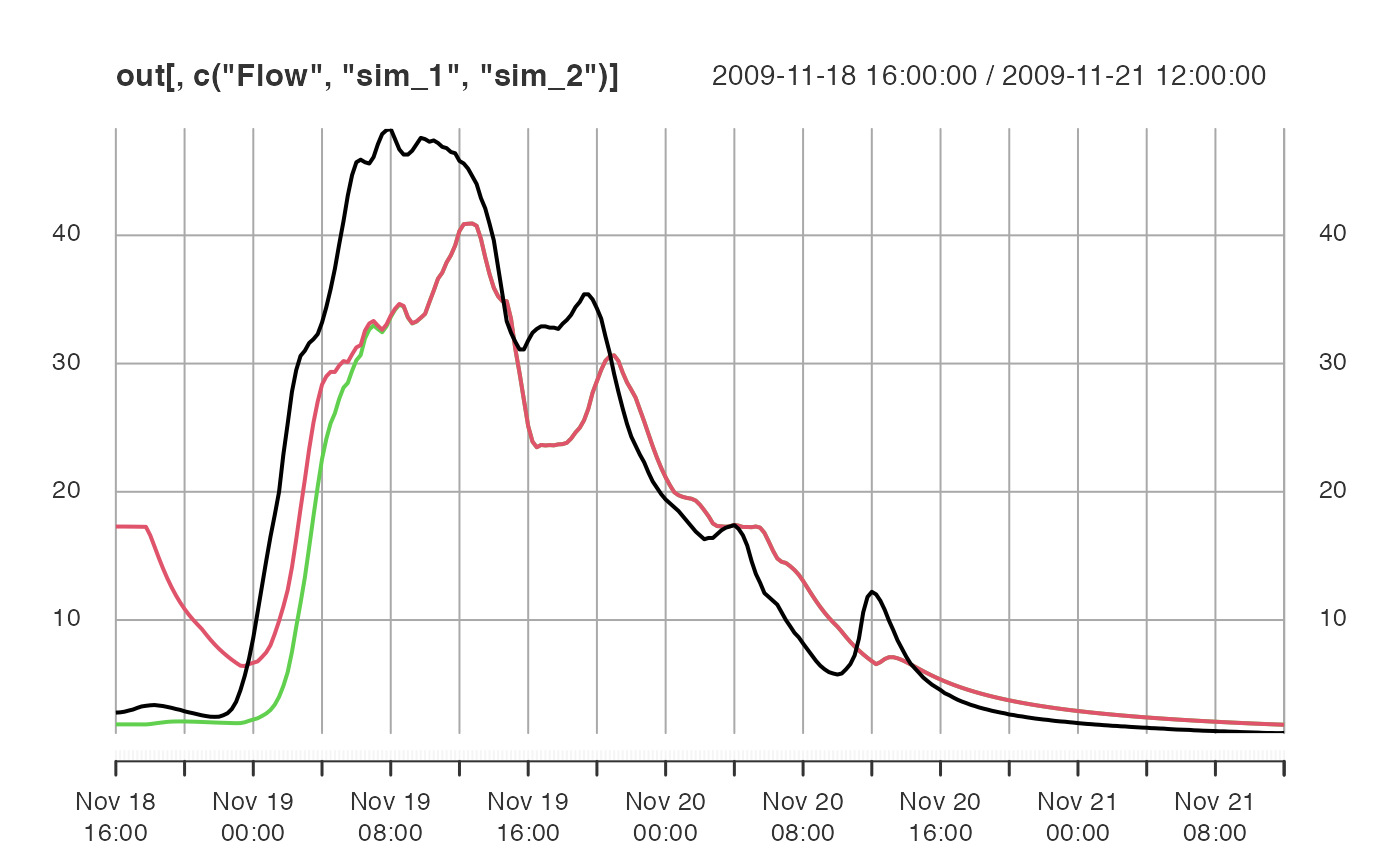 out[, c("Flow", "sim_1", "sim_2")]
2009-11-18 16:00:00 / 2009-11-21 12:00:00
40
40
30
30
20
20
10
10
Nov 18
16:00
Nov 19
00:00
Nov 19
08:00
Nov 19
16:00
Nov 20
00:00
Nov 20
08:00
Nov 20
16:00
Nov 21
00:00
Nov 21
08:00